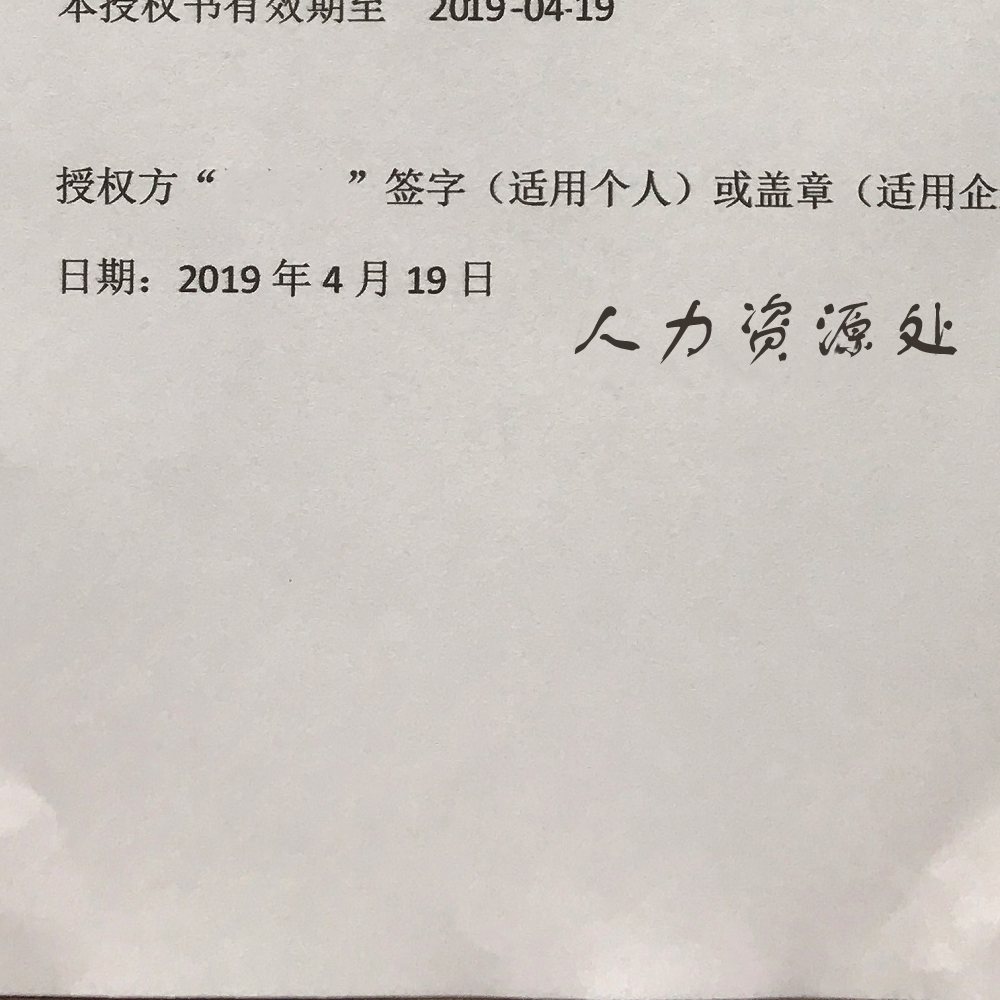 本授权书有效期至 2019-04-19
授权方“ ”签字（适用个人）或盖章（适用企
日期：2019 年 4 月 19 日
人力资源处